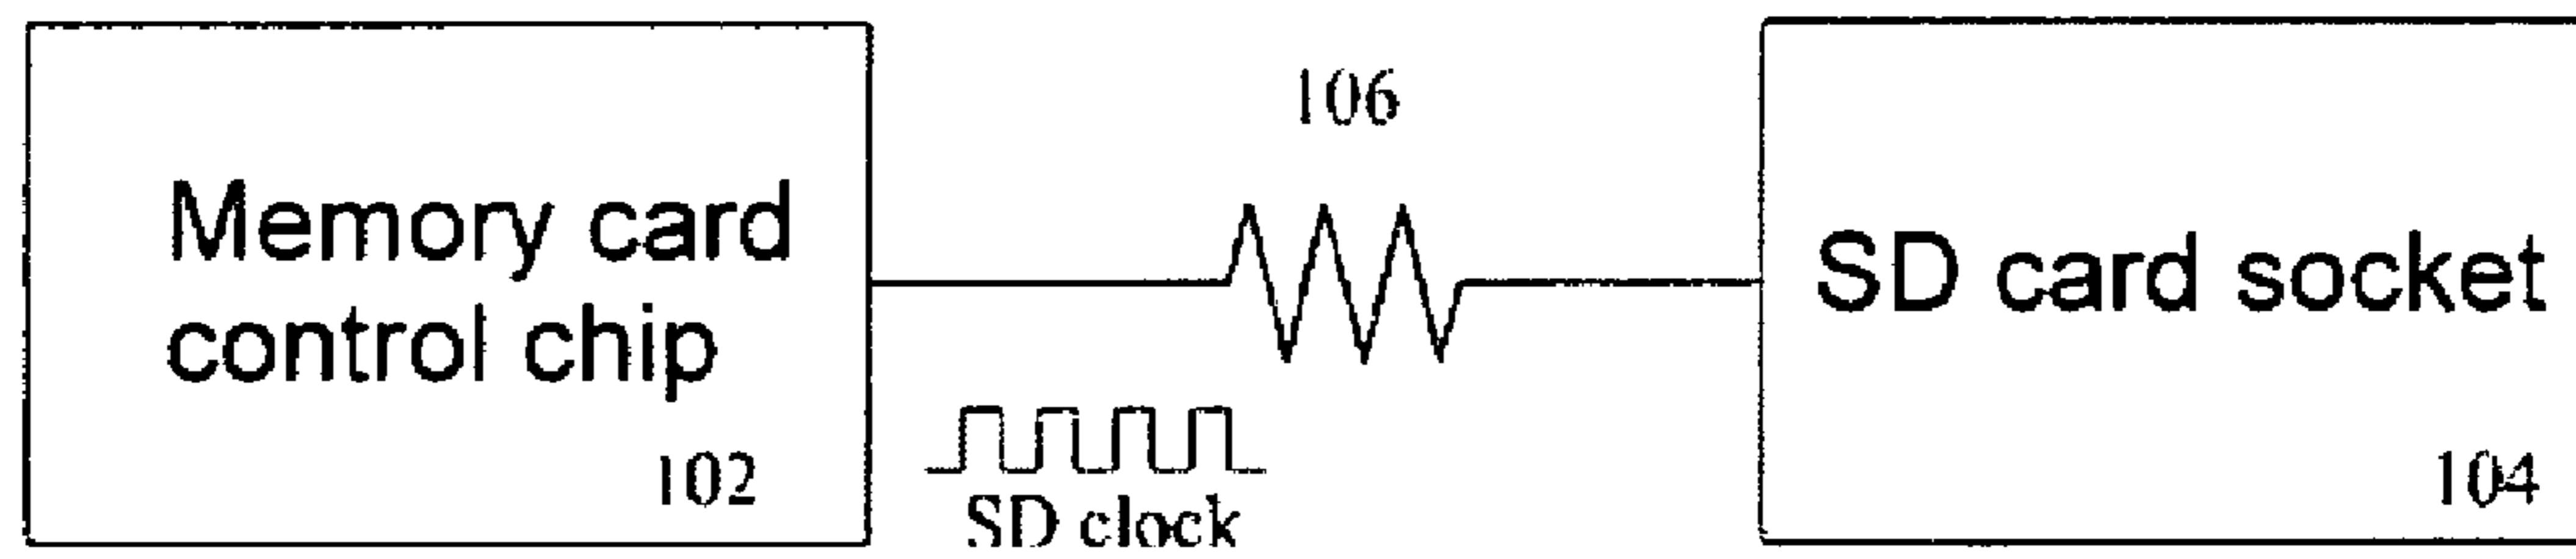 Memory card
control chip
102
106
SD clock
SD card socket
104